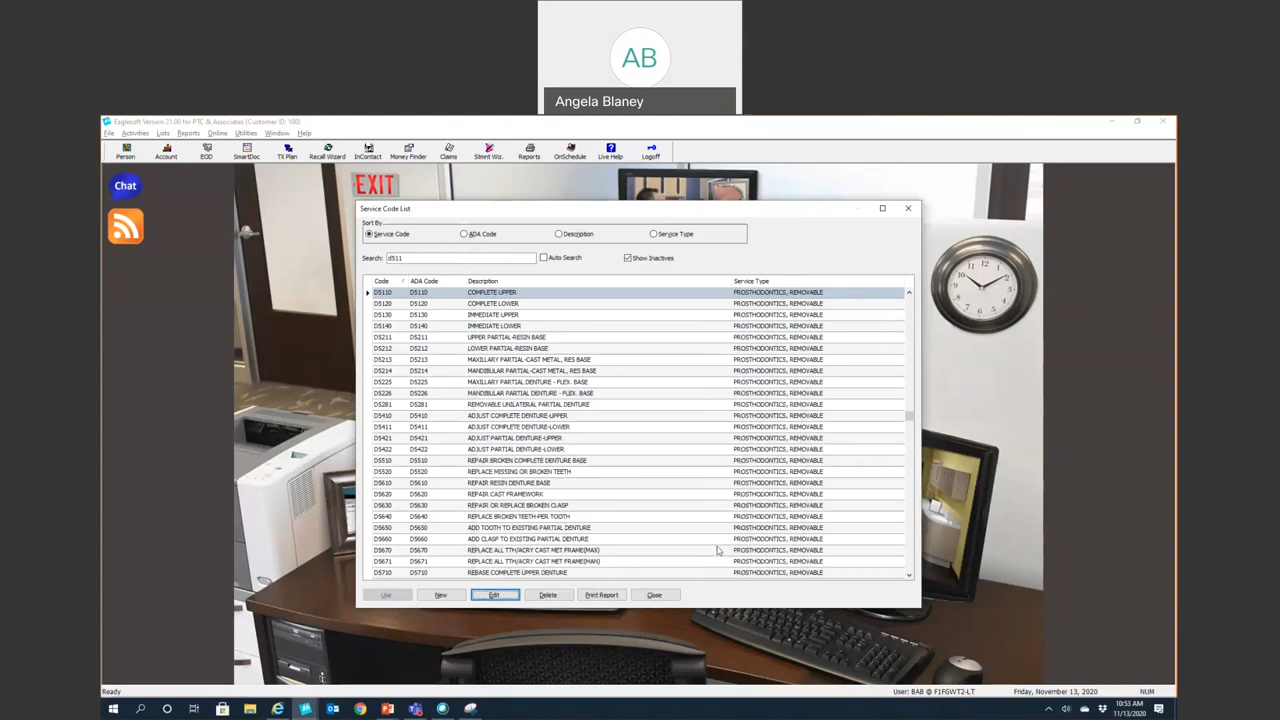 AB
Angela Blaney
Eaglesoft Version 21.00 for PTC & Associates (Customer ID: 100)
File Activities Lists Reports Online Utilities Window Help
Person Account EOD SmartDoc TX Plan Recall Wizard InContact Money Finder Claims Stmnt Wiz. Reports OnSchedule Live Help Logoff
Chat
EXIT
Service Code List
Sort By
Service Code ADA Code Description Service Type
Search: d511 Auto Search Show Inactives
Code ADA Code Description Service Type
D5110 D5110 COMPLETE UPPER PROSTHODONTICS, REMOVABLE
D5120 D5120 COMPLETE LOWER PROSTHODONTICS, REMOVABLE
D5130 D5130 IMMEDIATE UPPER PROSTHODONTICS, REMOVABLE
D5140 D5140 IMMEDIATE LOWER PROSTHODONTICS, REMOVABLE
D5211 D5211 UPPER PARTIAL-RESIN BASE PROSTHODONTICS, REMOVABLE
D5212 D5212 LOWER PARTIAL-RESIN BASE PROSTHODONTICS, REMOVABLE
D5213 D5213 MAXILLARY PARTIAL-CAST METAL, RES BASE PROSTHODONTICS, REMOVABLE
D5214 D5214 MANDIBULAR PARTIAL-CAST METAL, RES BASE PROSTHODONTICS, REMOVABLE
D5225 D5225 MAXILLARY PARTIAL DENTURE - FLEX. BASE PROSTHODONTICS, REMOVABLE
D5226 D5226 MANDIBULAR PARTIAL DENTURE - FLEX. BASE PROSTHODONTICS, REMOVABLE
D5281 D5281 REMOVABLE UNILATERAL PARTIAL DENTURE PROSTHODONTICS, REMOVABLE
D5410 D5410 ADJUST COMPLETE DENTURE-UPPER PROSTHODONTICS, REMOVABLE
D5411 D5411 ADJUST COMPLETE DENTURE-LOWER PROSTHODONTICS, REMOVABLE
D5421 D5421 ADJUST PARTIAL DENTURE-UPPER PROSTHODONTICS, REMOVABLE
D5422 D5422 ADJUST PARTIAL DENTURE-LOWER PROSTHODONTICS, REMOVABLE
D5510 D5510 REPAIR BROKEN COMPLETE DENTURE BASE PROSTHODONTICS, REMOVABLE
D5520 D5520 REPLACE MISSING OR BROKEN TEETH PROSTHODONTICS, REMOVABLE
D5610 D5610 REPAIR RESIN DENTURE BASE PROSTHODONTICS, REMOVABLE
D5620 D5620 REPAIR CAST FRAMEWORK PROSTHODONTICS, REMOVABLE
D5630 D5630 REPAIR OR REPLACE BROKEN CLASP PROSTHODONTICS, REMOVABLE
D5640 D5640 REPLACE BROKEN TEETH-PER TOOTH PROSTHODONTICS, REMOVABLE
D5650 D5650 ADD TOOTH TO EXISTING PARTIAL DENTURE PROSTHODONTICS, REMOVABLE
D5660 D5660 ADD CLASP TO EXISTING PARTIAL DENTURE PROSTHODONTICS, REMOVABLE
D5670 D5670 REPLACE ALL TTH/ACRY CAST MET FRAME(MAX) PROSTHODONTICS, REMOVABLE
D5671 D5671 REPLACE ALL TTH/ACRY CAST MET FRAME(MAN) PROSTHODONTICS, REMOVABLE
D5710 D5710 REBASE COMPLETE UPPER DENTURE PROSTHODONTICS, REMOVABLE
Use New Edit Delete Print Report Close
Ready User: BAB @ F1FGWT2-LT Friday, November 13, 2020 NUM
10:53 AM
11/13/2020